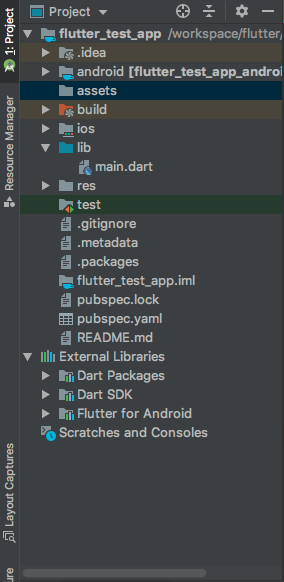 Project
flutter_test_app /workspace/flutter/
.idea
android [flutter_test_app_androi
assets
build
ios
lib
main.dart
res
test
.gitignore
.metadata
.packages
flutter_test_app.iml
pubspec.lock
pubspec.yaml
README.md
External Libraries
Dart Packages
Dart SDK
Flutter for Android
Scratches and Consoles
1: Project
Resource Manager
Layout Captures
ure